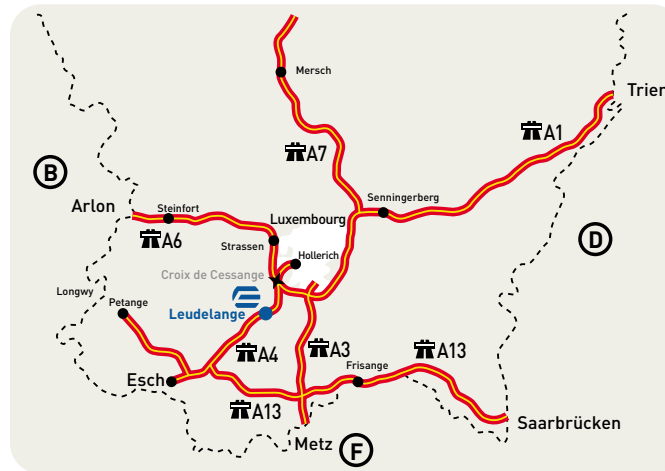 Mersch
Trier
A1
A7
B
Senningerberg
Arlon
Steinfort
Luxembourg
D
A6
Strassen
Hollerich
Croix de Cessange
Longwy
Petange
Leudelange
A4
A3
A13
Frisange
Esch
A13
Saarbrücken
Metz
F